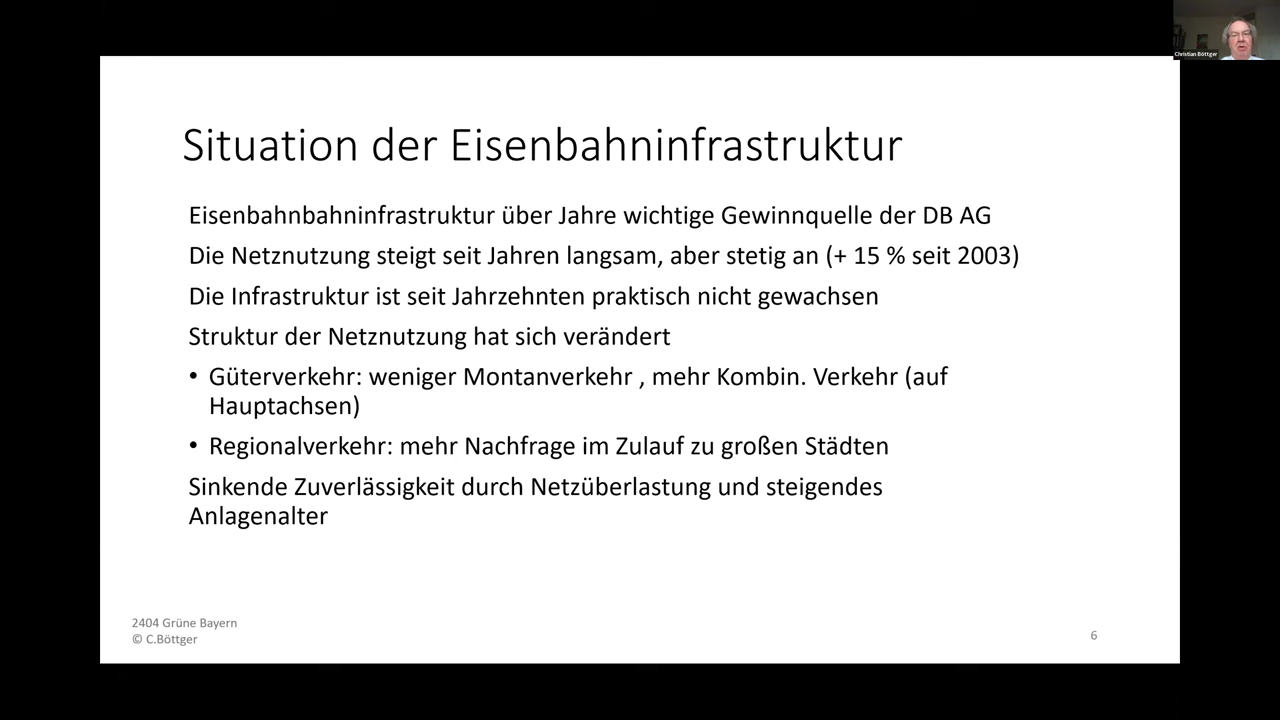 Christian Böttger
Situation der Eisenbahninfrastruktur
Eisenbahnbahninfrastruktur über Jahre wichtige Gewinnquelle der DB AG
Die Netznutzung steigt seit Jahren langsam, aber stetig an (+ 15 % seit 2003)
Die Infrastruktur ist seit Jahrzehnten praktisch nicht gewachsen
Struktur der Netznutzung hat sich verändert
• Güterverkehr: weniger Montanverkehr , mehr Kombin. Verkehr (auf
Hauptachsen)
• Regionalverkehr: mehr Nachfrage im Zulauf zu großen Städten
Sinkende Zuverlässigkeit durch Netzüberlastung und steigendes
Anlagenalter
2404 Grüne Bayern
© C.Böttger
6